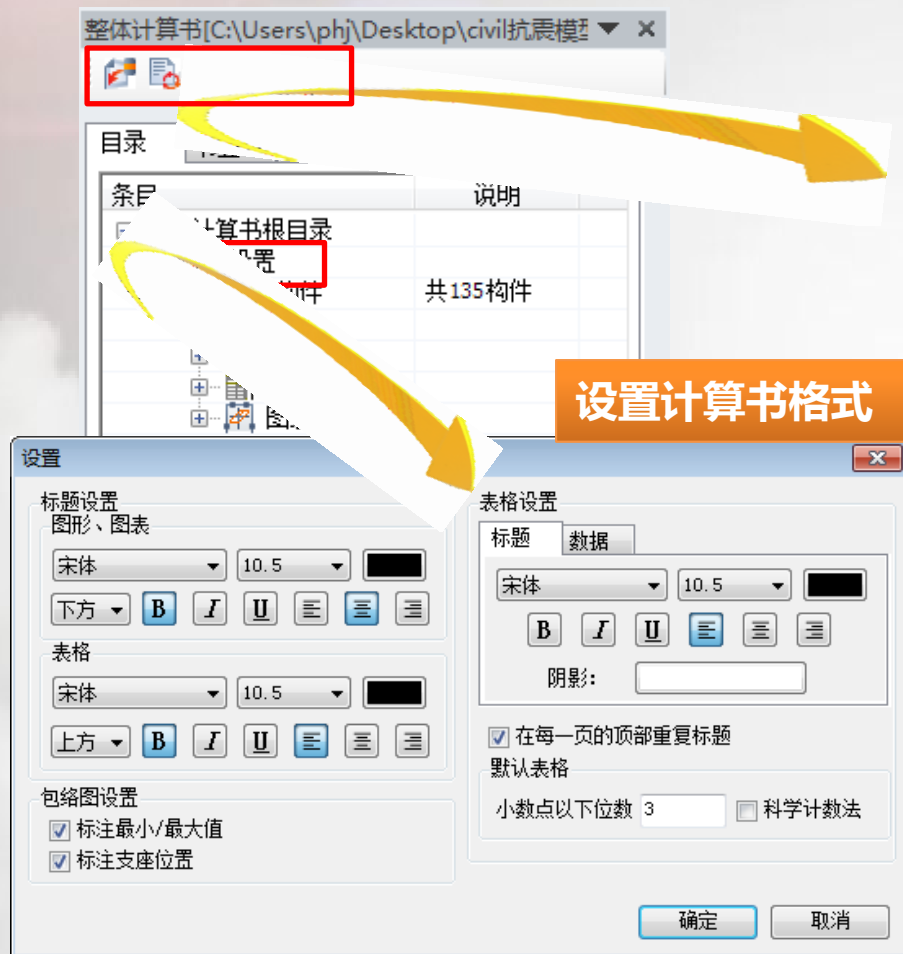 整体计算书[C:\Users\phj\Desktop\civil抗震模型
目录
条目 说明
计算书根目录
设置
构件 共135构件
设置计算书格式
设置
标题设置
图形、图表
宋体 10.5
下方 B I U
表格
宋体 10.5
上方 B I U
包络图设置
标注最小/最大值
标注支座位置
表格设置
标题 数据
宋体 10.5
B I U
阴影:
在每一页的顶部重复标题
默认表格
小数点以下位数 3 科学计数法
确定 取消